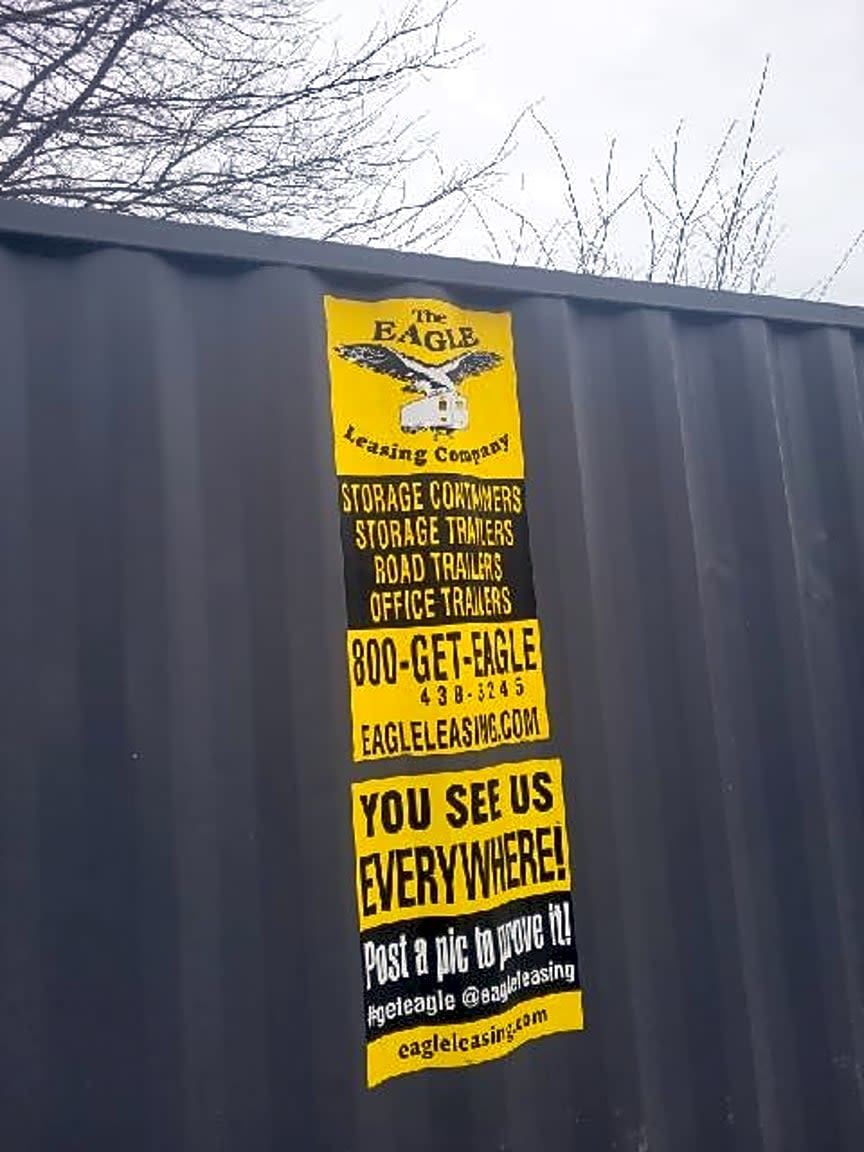 The
EAGLE
Leasing Company
STORAGE CONTAINERS
STORAGE TRAILERS
ROAD TRAILERS
OFFICE TRAILERS
800-GET-EAGLE
438-3245
EAGLELEASING.COM
YOU SEE US
EVERYWHERE!
Post a pic to prove it!
#geteagle @eagleleasing
eagleleasing.com